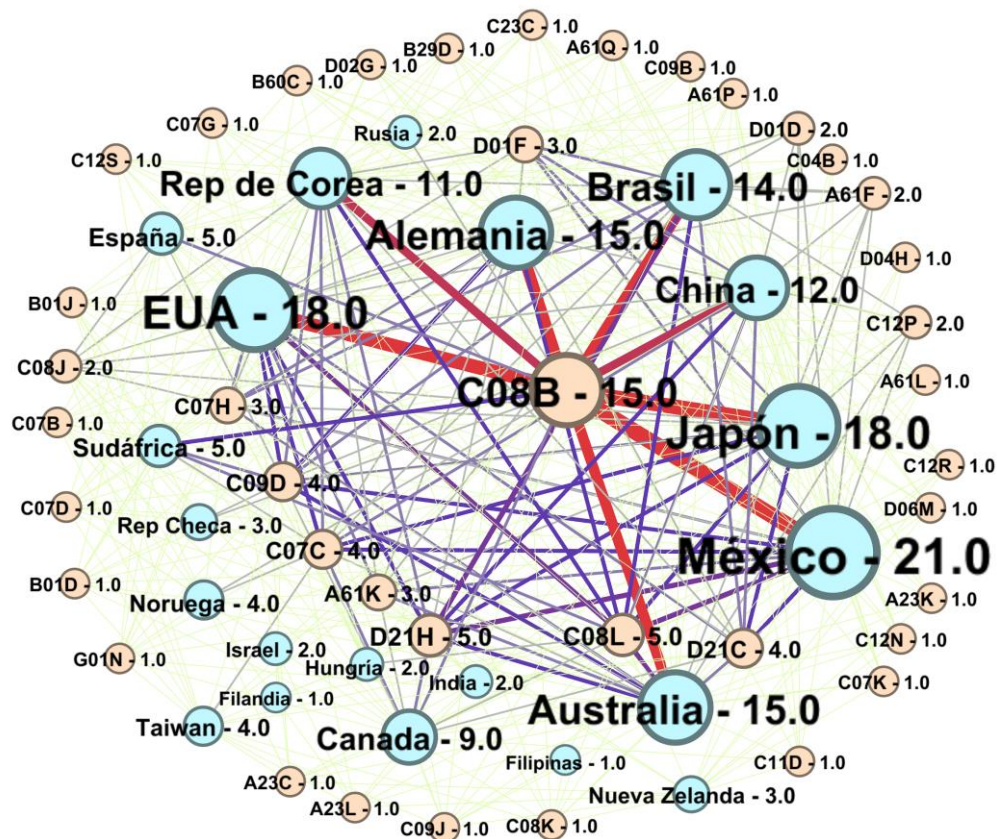 C23C - 1.0
B29D - 1.0
A61Q - 1.0
D02G - 1.0
C09B - 1.0
B60C - 1.0
A61P - 1.0
C07G - 1.0
Rusia - 2.0
D01F - 3.0
D01D - 2.0
C12S - 1.0
C04B - 1.0
Rep de Corea - 11.0
Brasil - 14.0
A61F - 2.0
España - 5.0
Alemania - 15.0
D04H - 1.0
China - 12.0
B01J - 1.0
EUA - 18.0
C12P - 2.0
C08J - 2.0
C08B - 15.0
A61L - 1.0
C07H - 3.0
C07B - 1.0
Japón - 18.0
Sudáfrica - 5.0
C12R - 1.0
C09D - 4.0
C07D - 1.0
D06M - 1.0
Rep Checa - 3.0
C07C - 4.0
México - 21.0
B01D - 1.0
A61K - 3.0
A23K - 1.0
Noruega - 4.0
D21H - 5.0
C08L - 5.0
D21C - 4.0
C12N - 1.0
Israel - 2.0
G01N - 1.0
Hungría - 2.0
India - 2.0
C07K - 1.0
Filandia - 1.0
Australia - 15.0
Taiwan - 4.0
Canada - 9.0
Filipinas - 1.0
C11D - 1.0
A23C - 1.0
Nueva Zelanda - 3.0
A23L - 1.0
C09J - 1.0
C08K - 1.0